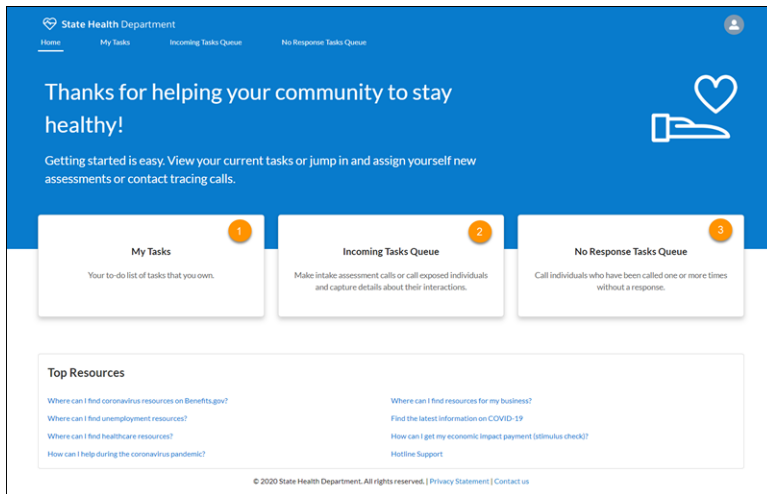 State Health Department
Home My Tasks Incoming Tasks Queue No Response Tasks Queue
Thanks for helping your community to stay
healthy!
Getting started is easy. View your current tasks or jump in and assign yourself new
assessments or contact tracing calls.
1
My Tasks
Your to-do list of tasks that you own.
2
Incoming Tasks Queue
Make intake assessment calls or call exposed individuals
and capture details about their interactions.
3
No Response Tasks Queue
Call individuals who have been called one or more times
without a response.
Top Resources
Where can I find coronavirus resources on Benefits.gov?
Where can I find unemployment resources?
Where can I find healthcare resources?
How can I help during the coronavirus pandemic?
Where can I find resources for my business?
Find the latest information on COVID-19
How can I get my economic impact payment (stimulus check)?
Hotline Support
© 2020 State Health Department. All rights reserved. | Privacy Statement | Contact us